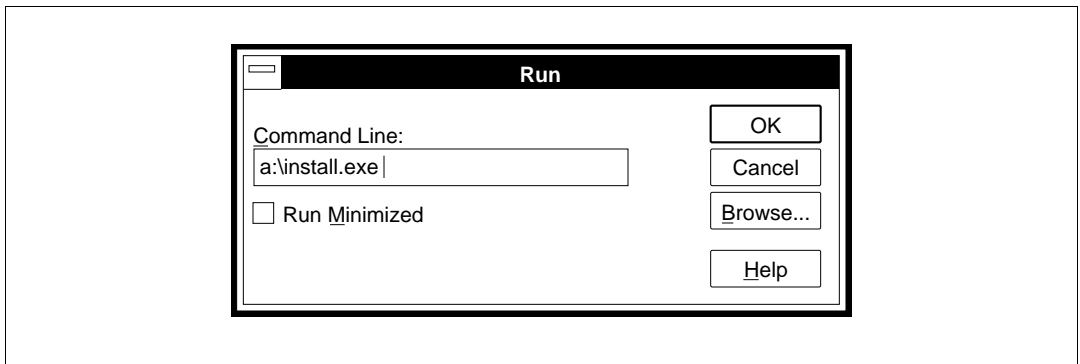 Run
Command Line:
a:\install.exe
Run Minimized
OK
Cancel
Browse...
Help